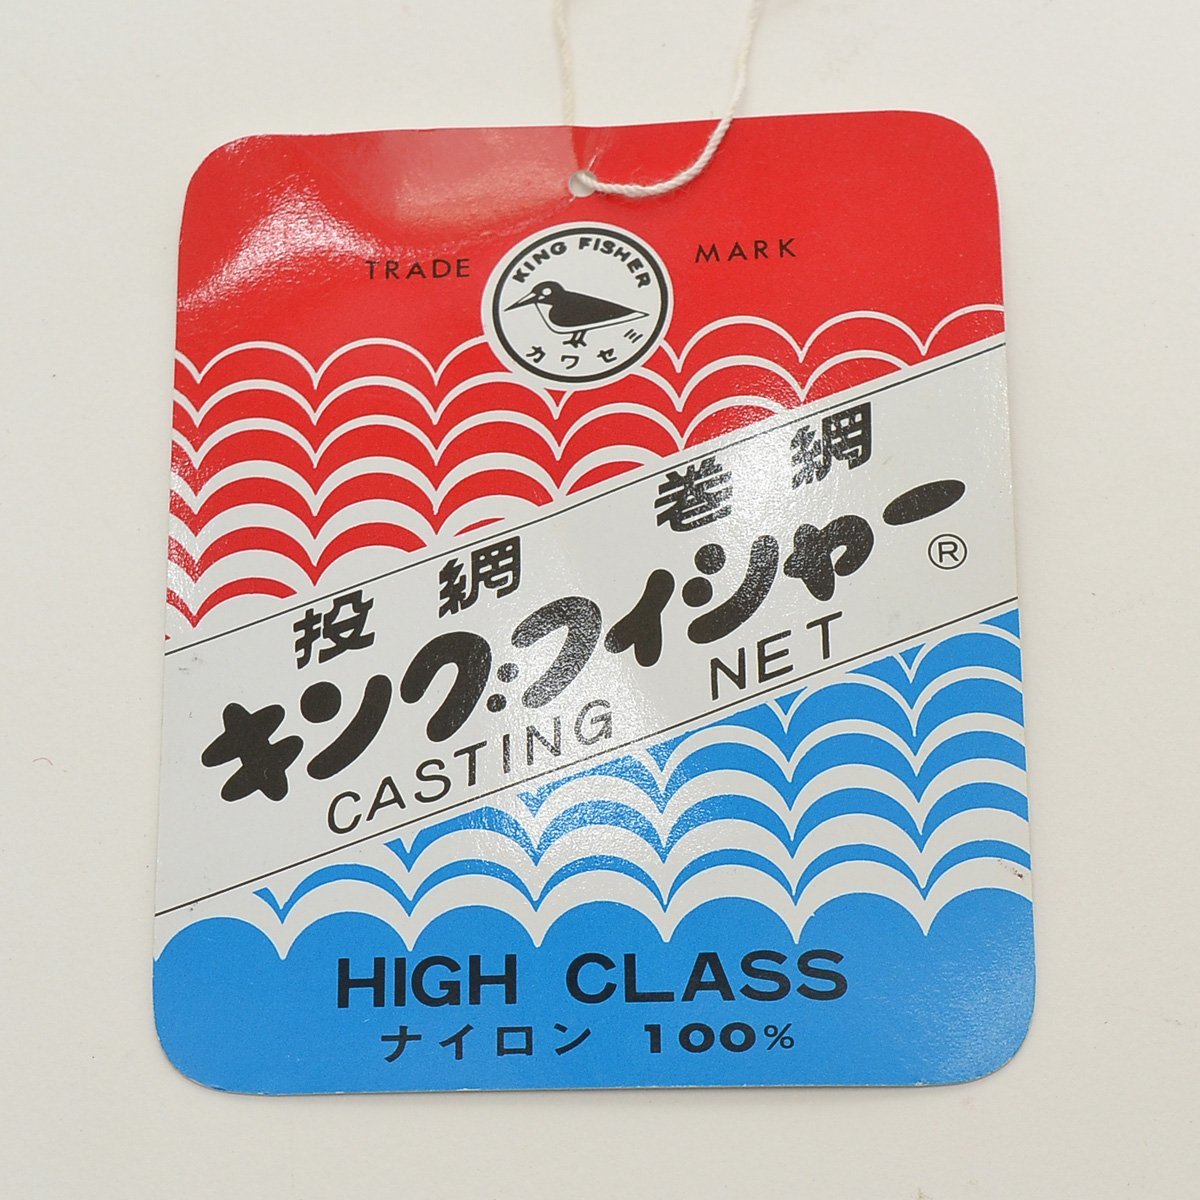 TRADE MARK
KING FISHER
カワセミ
投網 巻網
キング.フィシャー ®
CASTING NET
HIGH CLASS
ナイロン 100%